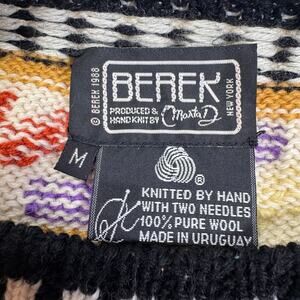 © BEREK 1988
BEREK
NEW YORK
PRODUCED &
HAND KNIT BY Marta D
M
®
KNITTED BY HAND
WITH TWO NEEDLES
100% PURE WOOL
MADE IN URUGUAY